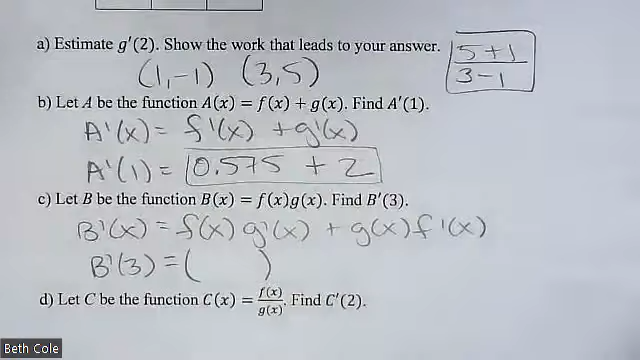 a) Estimate g′(2). Show the work that leads to your answer.
5+1
3−1
(1,−1) (3,5)
b) Let A be the function A(x) = f(x) + g(x). Find A′(1).
A'(x) = f'(x) + g'(x)
A'(1) = 0.575 + 2
c) Let B be the function B(x) = f(x)g(x). Find B′(3).
B'(x) = f(x) g'(x) + g(x) f'(x)
B'(3) = ( )
d) Let C be the function C(x) = f(x)/g(x). Find C′(2).
Beth Cole